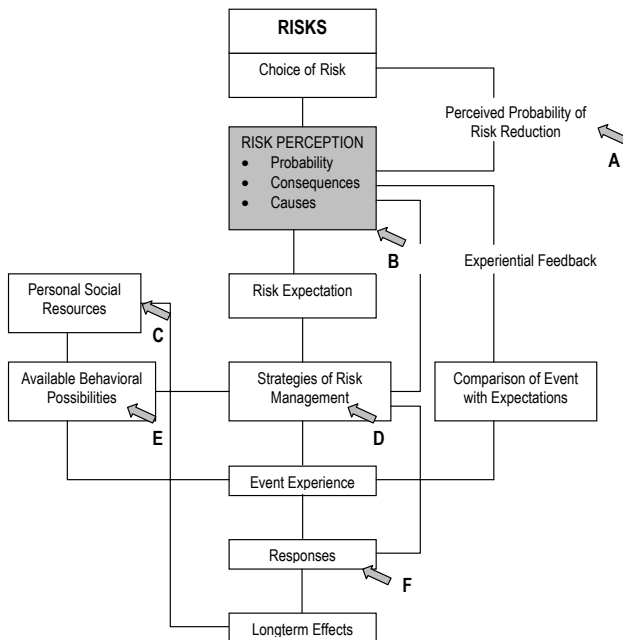 RISKS
Choice of Risk
Perceived Probability of
Risk Reduction
A
RISK PERCEPTION
• Probability
• Consequences
• Causes
B
Experiential Feedback
Personal Social
Resources
C
Risk Expectation
Available Behavioral
Possibilities
E
Strategies of Risk
Management
D
Comparison of Event
with Expectations
Event Experience
Responses
F
Longterm Effects